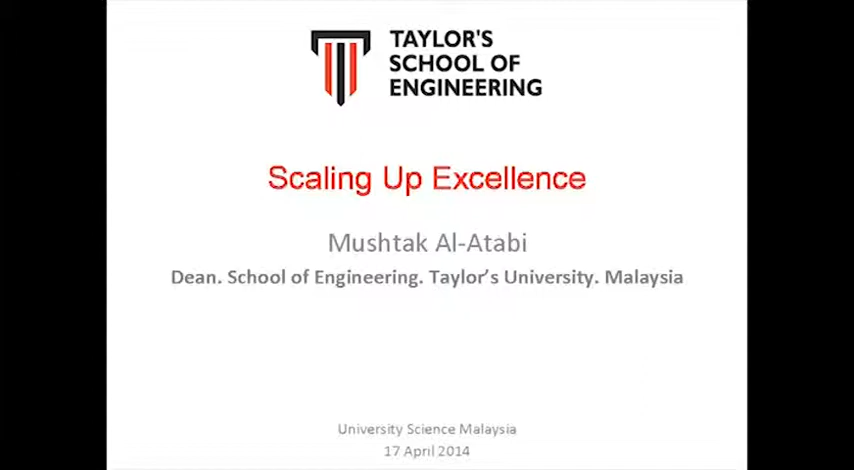 TAYLOR'S
SCHOOL OF
ENGINEERING
Scaling Up Excellence
Mushtak Al-Atabi
Dean. School of Engineering. Taylor's University. Malaysia
University Science Malaysia
17 April 2014